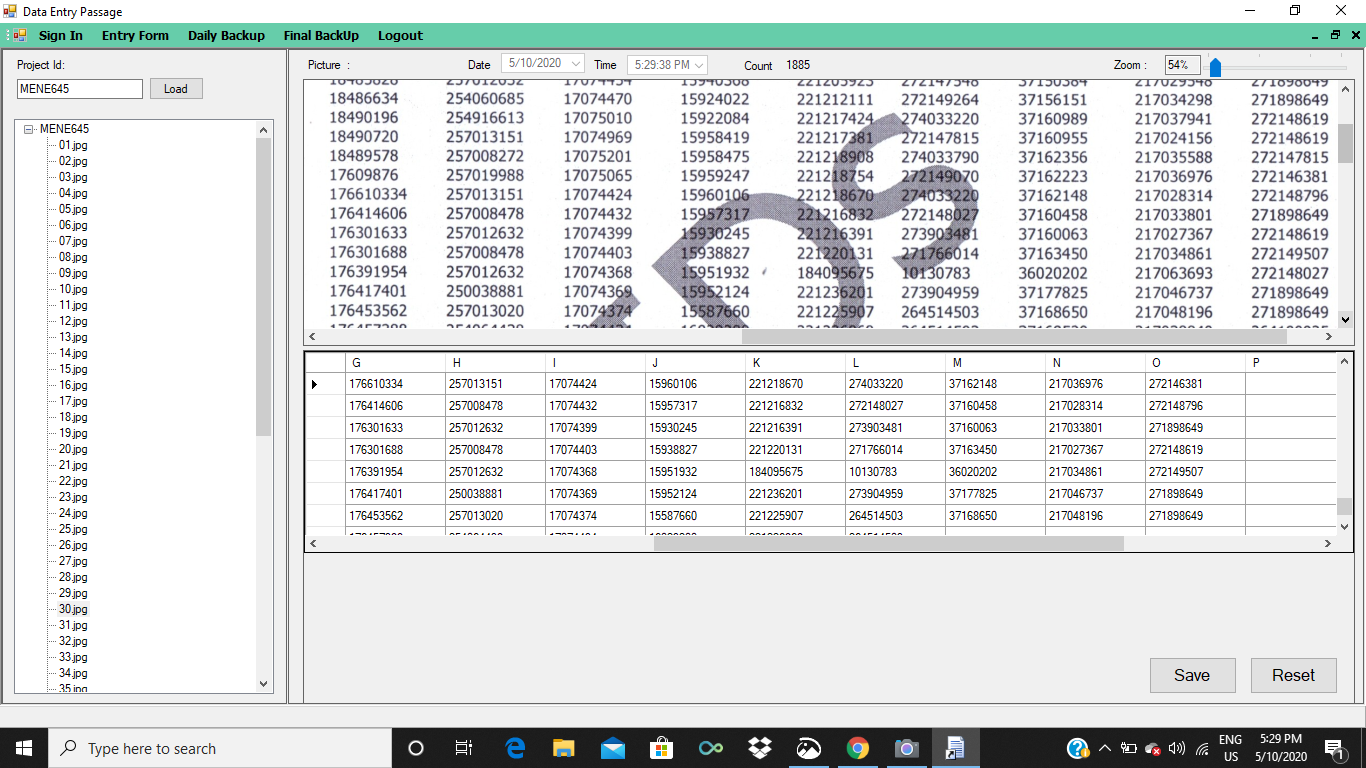 Data Entry Passage
Sign In Entry Form Daily Backup Final BackUp Logout
Project Id:
MENE645 Load
MENE645
01.jpg
02.jpg
03.jpg
04.jpg
05.jpg
06.jpg
07.jpg
08.jpg
09.jpg
10.jpg
11.jpg
12.jpg
13.jpg
14.jpg
15.jpg
16.jpg
17.jpg
18.jpg
19.jpg
20.jpg
21.jpg
22.jpg
23.jpg
24.jpg
25.jpg
26.jpg
27.jpg
28.jpg
29.jpg
30.jpg
31.jpg
32.jpg
33.jpg
34.jpg
35.jpg
Picture : Date 5/10/2020 Time 5:29:38 PM Count 1885 Zoom : 54%
18486634 254060685 17074470 15924022 221212111 272149264 37156151 217034298 271898649
18490196 254916613 17075010 15922084 221217424 274033220 37160989 217037941 272148619
18490720 257013151 17074969 15958419 221217381 272147815 37160955 217024156 272148619
18489578 257008272 17075201 15958475 221218908 274033790 37162356 217035588 272147815
17609876 257019988 17075065 15959247 221218754 272149070 37162223 217036976 272146381
176610334 257013151 17074424 15960106 221218670 274033220 37162148 217028314 272148796
176414606 257008478 17074432 15957317 221216832 272148027 37160458 217033801 271898649
176301633 257012632 17074399 15930245 221216391 273903481 37160063 217027367 272148619
176301688 257008478 17074403 15938827 221220131 271766014 37163450 217034861 272149507
176391954 257012632 17074368 15951932 184095675 10130783 36020202 217063693 272148027
176417401 250038881 17074369 15952124 221236201 273904959 37177825 217046737 271898649
176453562 257013020 17074374 15587660 221225907 264514503 37168650 217048196 271898649
G H I J K L M N O P
176610334 257013151 17074424 15960106 221218670 274033220 37162148 217036976 272146381
176414606 257008478 17074432 15957317 221216832 272148027 37160458 217028314 272148796
176301633 257012632 17074399 15930245 221216391 273903481 37160063 217033801 271898649
176301688 257008478 17074403 15938827 221220131 271766014 37163450 217027367 272148619
176391954 257012632 17074368 15951932 184095675 10130783 36020202 217034861 272149507
176417401 250038881 17074369 15952124 221236201 273904959 37177825 217046737 271898649
176453562 257013020 17074374 15587660 221225907 264514503 37168650 217048196 271898649
Save Reset
Type here to search
ENG 5:29 PM
US 5/10/2020 1